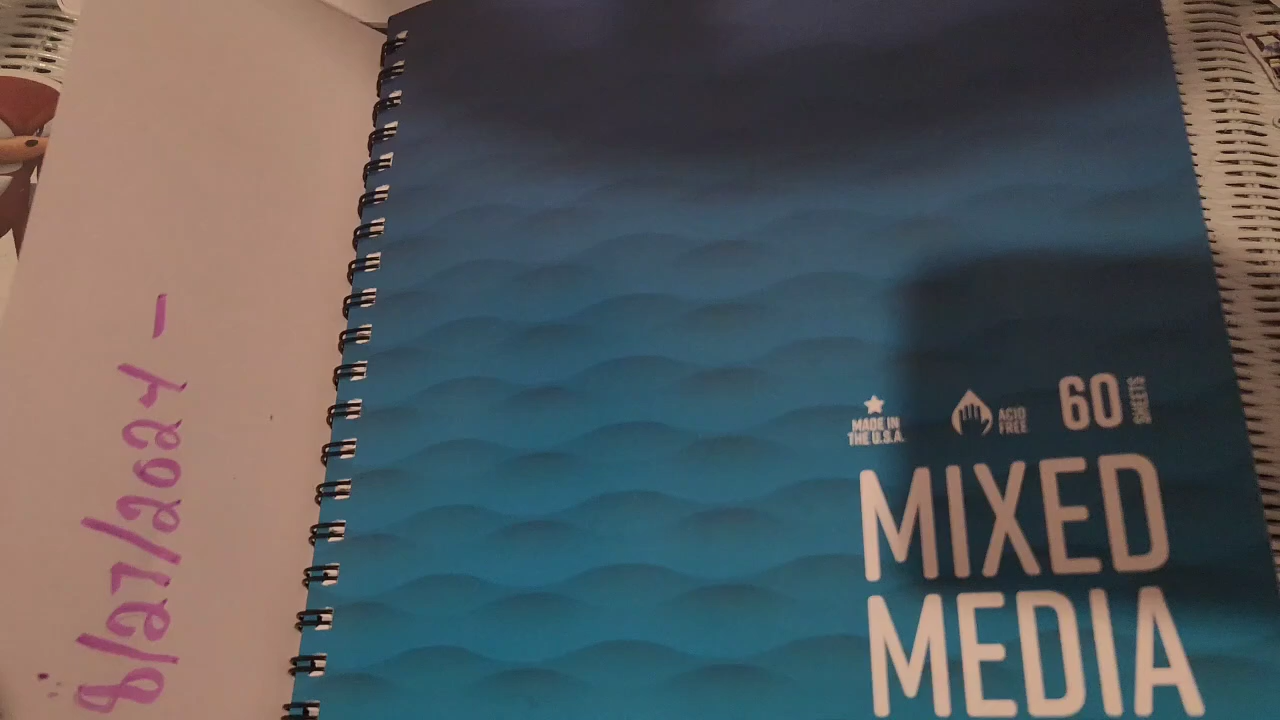 8/27/2024 –
MADE IN
THE U.S.A.
ACID
FREE
60
SHEETS
MIXED
MEDIA